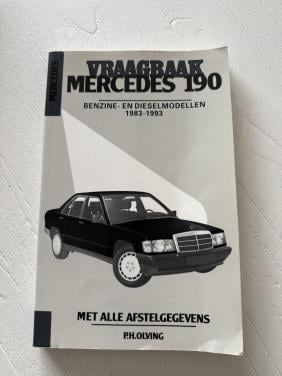 MERCEDES
VRAAGBAAK
MERCEDES 190
BENZINE- EN DIESELMODELLEN
1983-1993
MET ALLE AFSTELGEGEVENS
P.H. OLVING